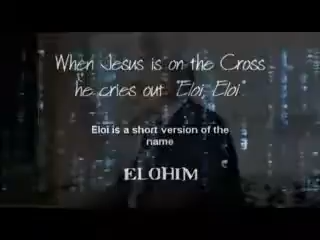 When Jesus is on the Cross
he cries out "Eloi, Eloi"
Eloi is a short version of the
name
ELOHIM